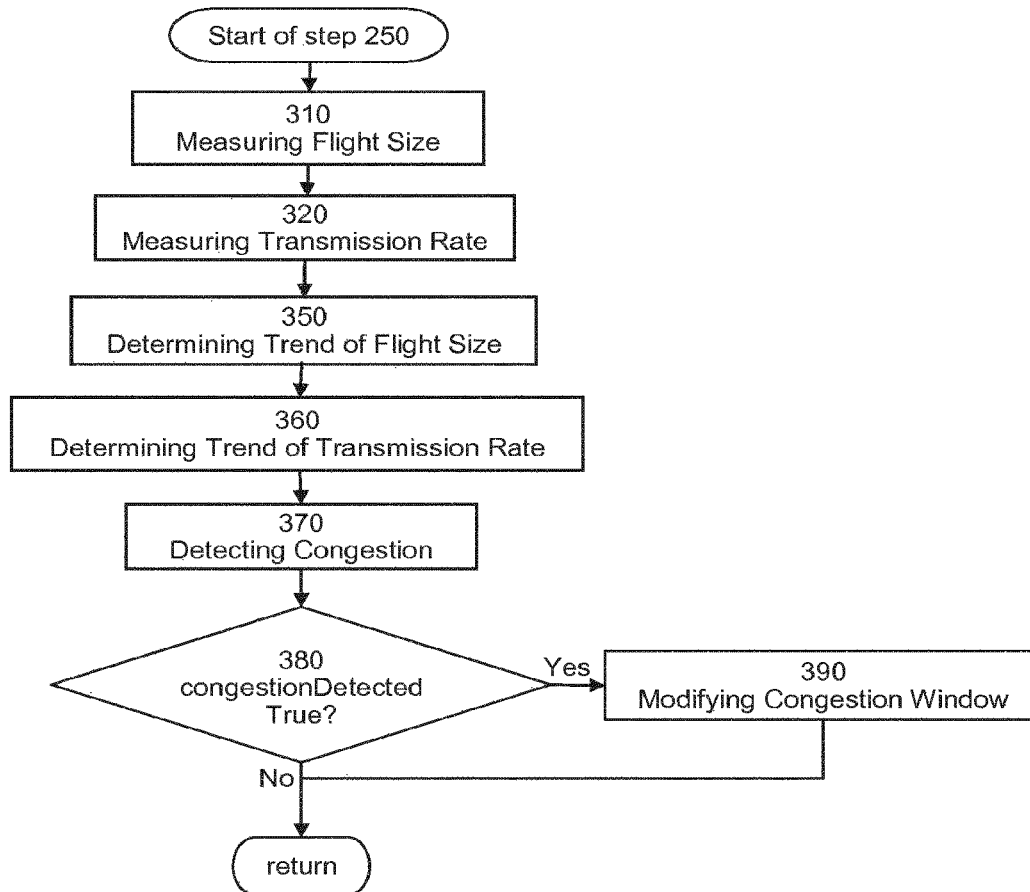 Start of step 250
310
Measuring Flight Size
320
Measuring Transmission Rate
350
Determining Trend of Flight Size
360
Determining Trend of Transmission Rate
370
Detecting Congestion
380
congestionDetected
True?
Yes
390
Modifying Congestion Window
No
return